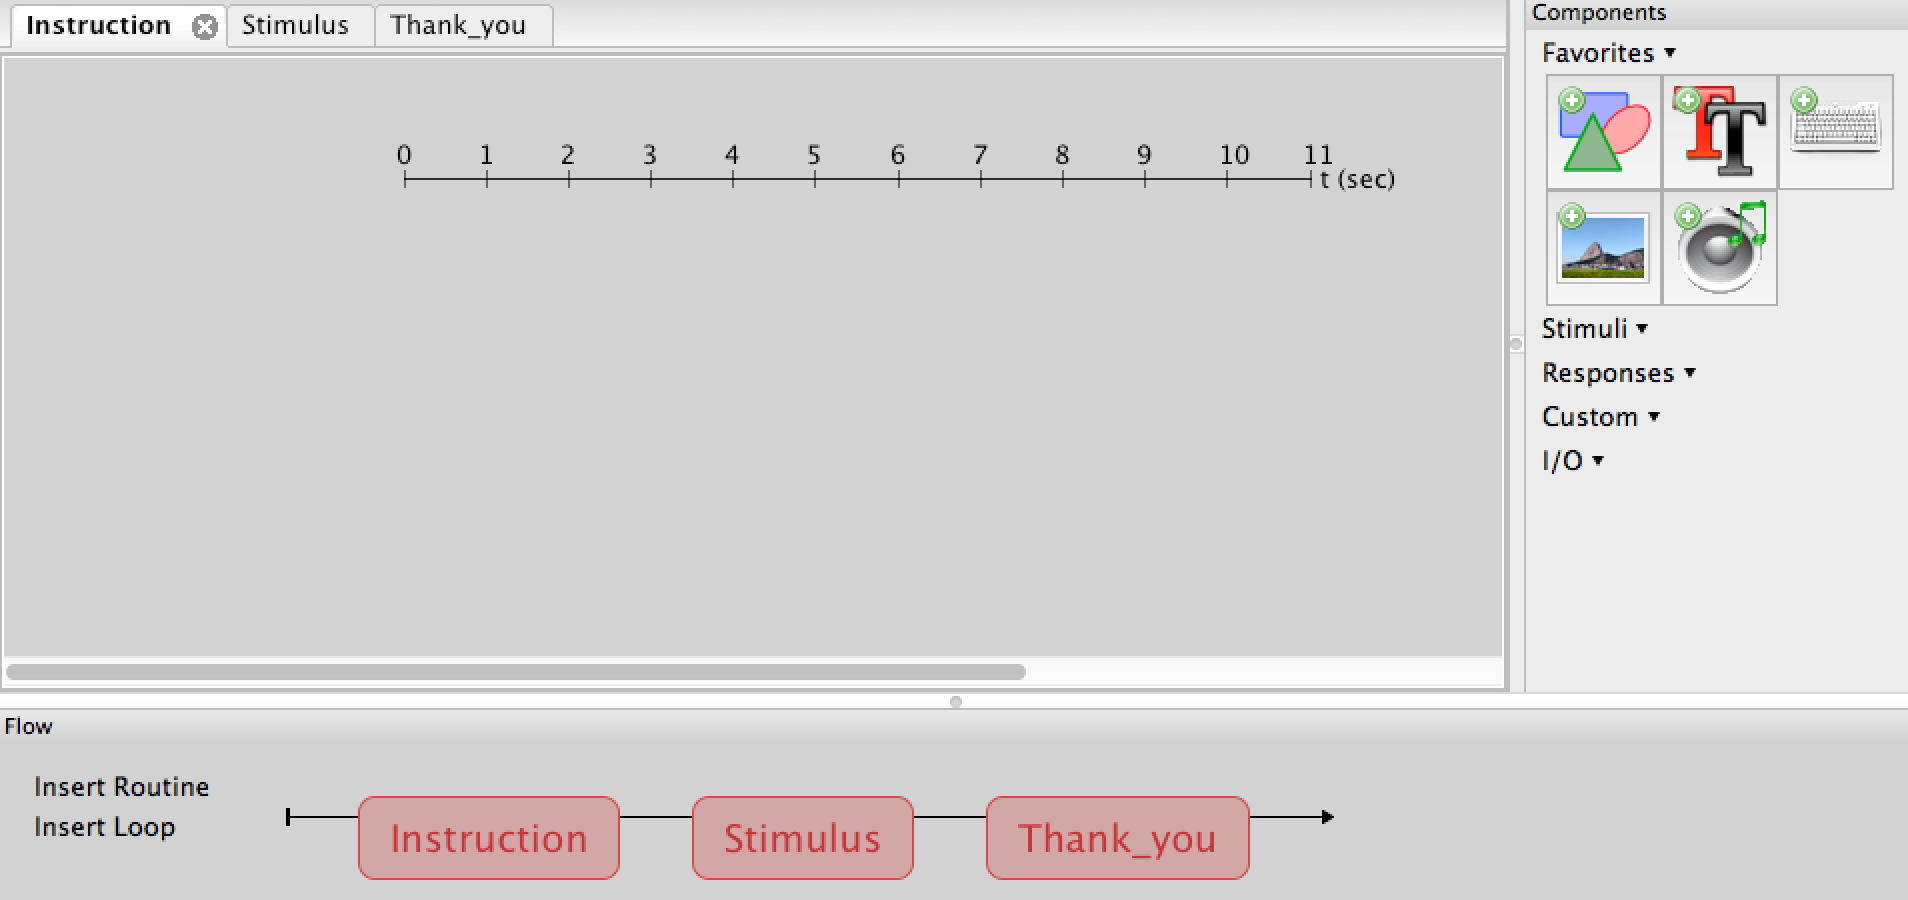 Instruction
Stimulus
Thank_you
0 1 2 3 4 5 6 7 8 9 10 11
t (sec)
Components
Favorites
TT
Stimuli
Responses
Custom
I/O
Flow
Insert Routine
Insert Loop
Instruction
Stimulus
Thank_you